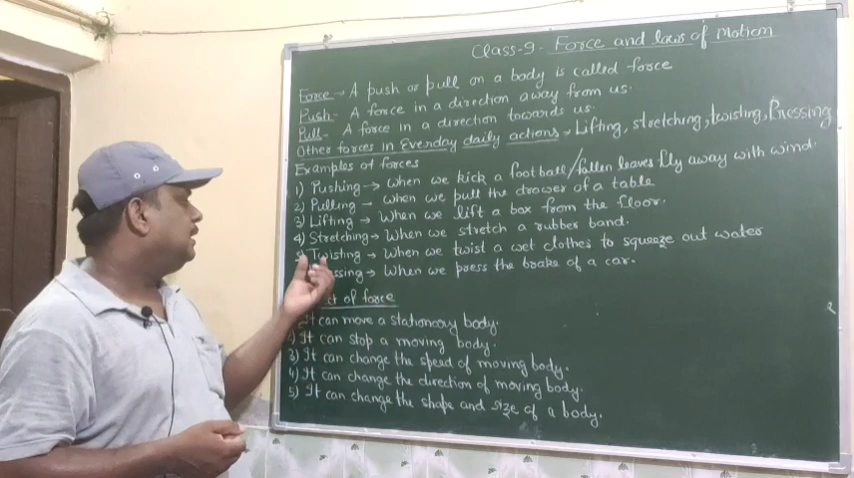 Class-9 - Force and laws of Motion
Force → A push or pull on a body is called force
Push - A force in a direction away from us.
Pull - A force in a direction towards us.
Other forces in Everyday daily actions → Lifting, stretching, twisting, Pressing
Examples of forces
1) Pushing → When we kick a football/fallen leaves fly away with wind.
2) Pulling → when we pull the drower of a table
3) Lifting → When we lift a box from the floor.
4) Stretching → When we stretch a rubber band.
5) Twisting → When we twist a wet clothes to squeeze out water
ssing → When we press the brake of a car.
ct of force
It can move a stationary body.
It can stop a moving body.
3) It can change the speed of moving body.
4) It can change the direction of moving body.
5) It can change the shape and size of a body.